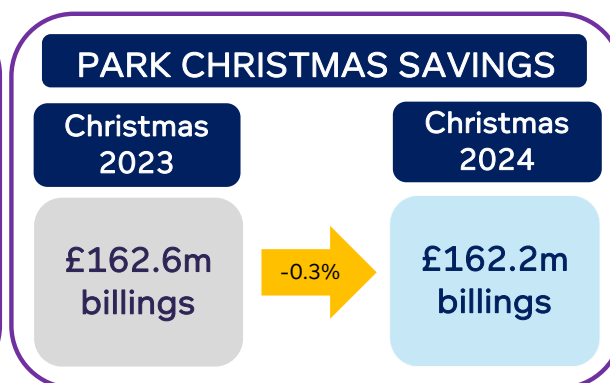 PARK CHRISTMAS SAVINGS
Christmas
2023
Christmas
2024
£162.6m
billings
-0.3%
£162.2m
billings